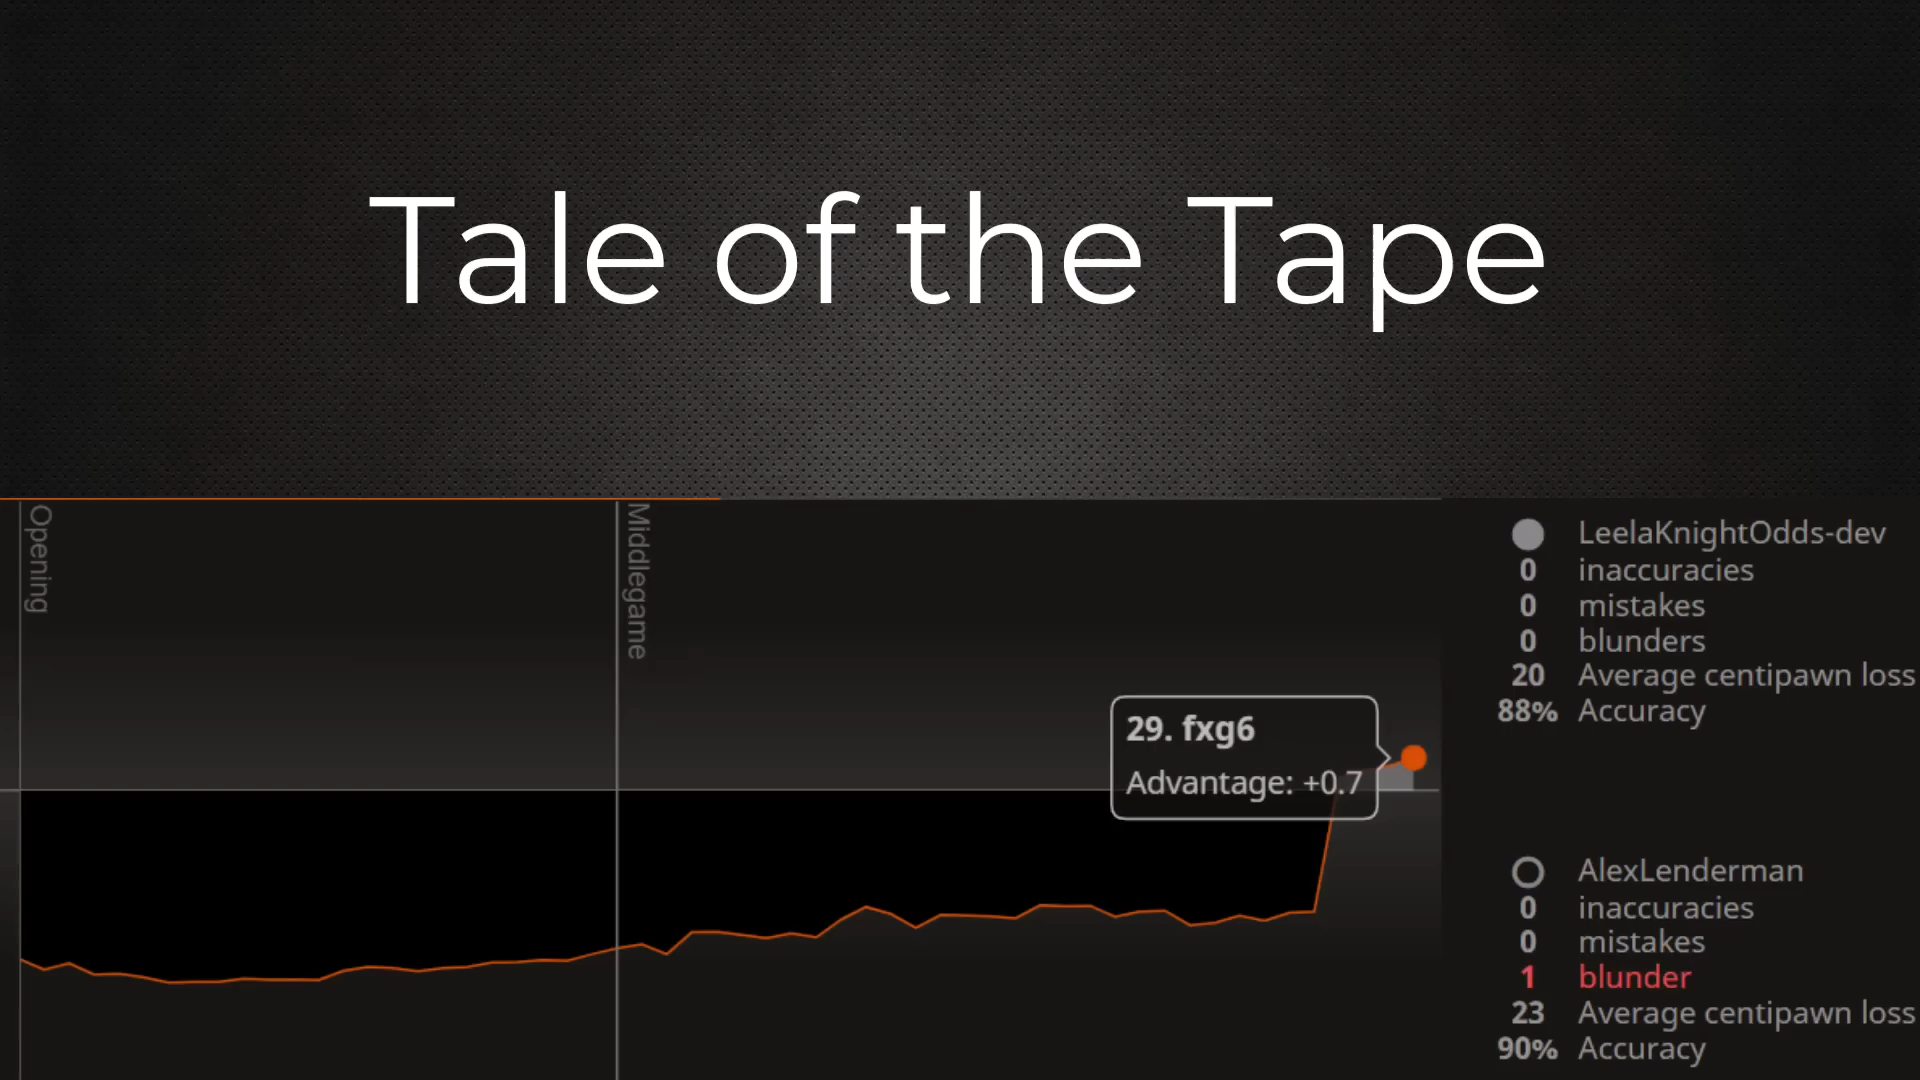 Tale of the Tape
Opening
Middlegame
29. fxg6
Advantage: +0.7
LeelaKnightOdds-dev
0 inaccuracies
0 mistakes
0 blunders
20 Average centipawn loss
88% Accuracy
AlexLenderman
0 inaccuracies
0 mistakes
1 blunder
23 Average centipawn loss
90% Accuracy